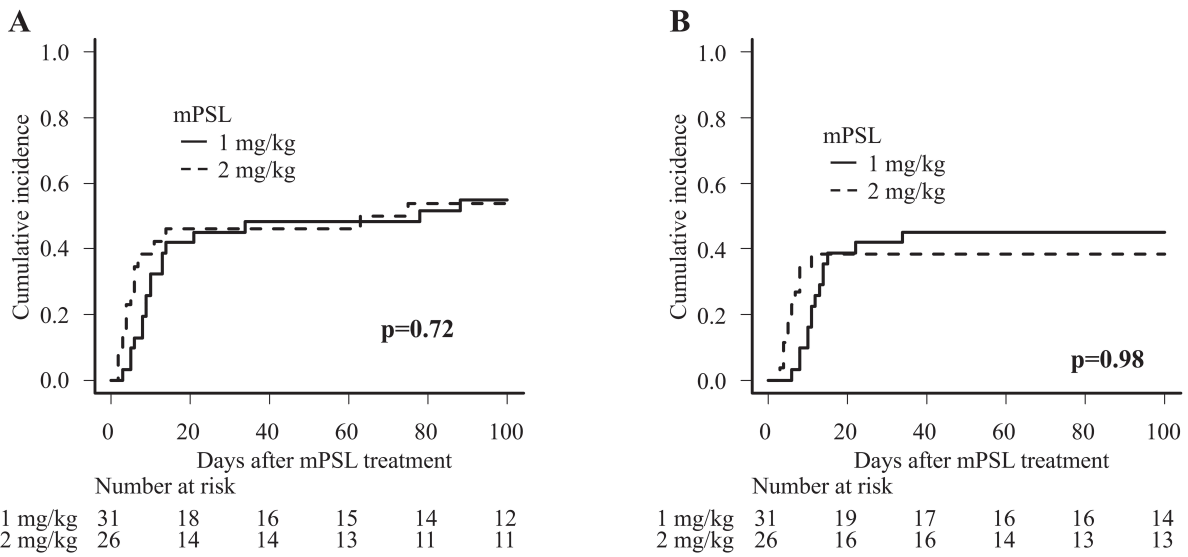 A
Cumulative incidence
1.0
0.8
0.6
0.4
0.2
0.0
mPSL
1 mg/kg
2 mg/kg
p=0.72
0 20 40 60 80 100
Days after mPSL treatment
Number at risk
1 mg/kg 31 18 16 15 14 12
2 mg/kg 26 14 14 13 11 11
B
Cumulative incidence
1.0
0.8
0.6
0.4
0.2
0.0
mPSL
1 mg/kg
2 mg/kg
p=0.98
0 20 40 60 80 100
Days after mPSL treatment
Number at risk
1 mg/kg 31 19 17 16 16 14
2 mg/kg 26 16 16 14 13 13